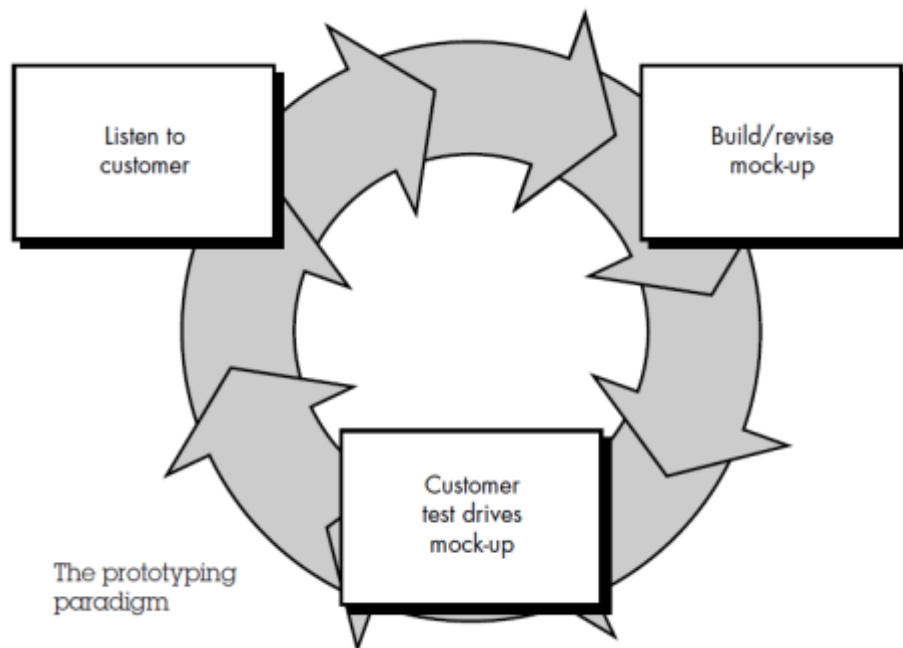 Listen to
customer
Build/revise
mock-up
Customer
test drives
mock-up
The prototyping
paradigm